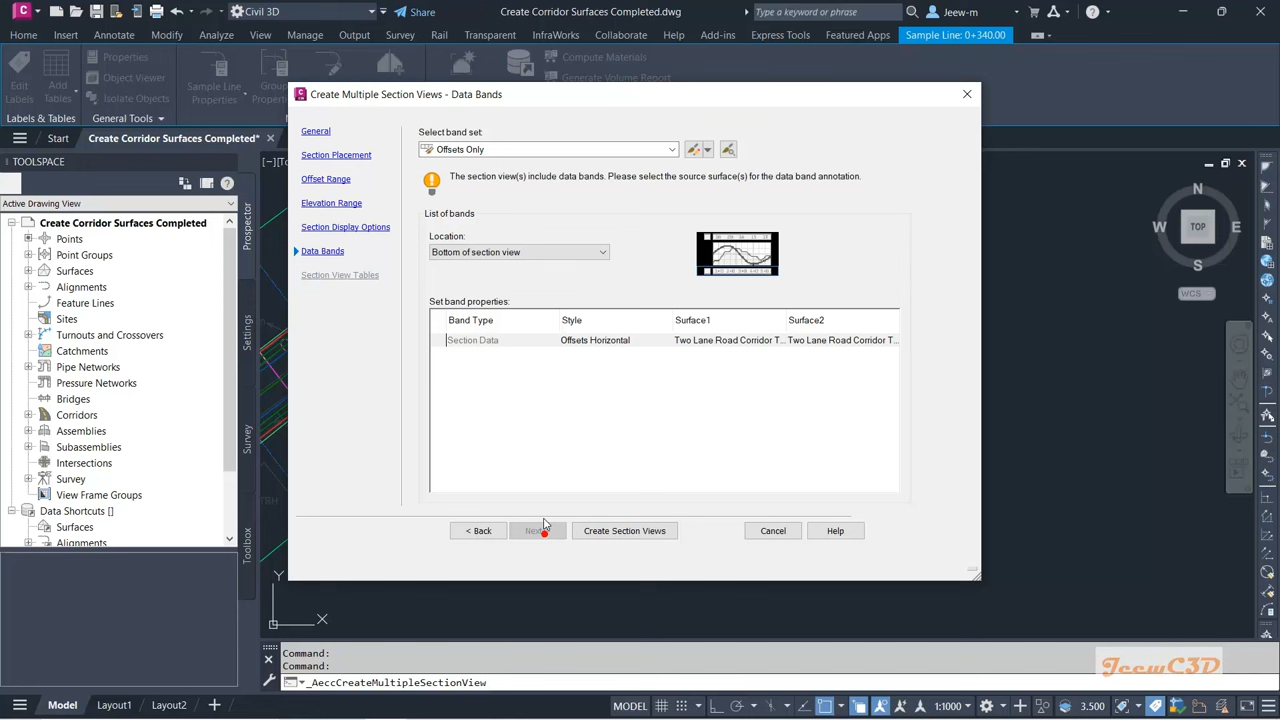 Civil 3D
Share
Create Corridor Surfaces Completed.dwg
Type a keyword or phrase
Jeew-m
Home Insert Annotate Modify Analyze View Manage Output Survey Rail Transparent InfraWorks Collaborate Help Add-ins Express Tools Featured Apps Sample Line: 0+340.00
Edit Labels
Add Tables
Properties
Object Viewer
Isolate Objects
Sample Line Properties
Compute Materials
Generate Volume Report
Labels & Tables
General Tools
Start
Create Corridor Surfaces Completed*
TOOLSPACE
Active Drawing View
Create Corridor Surfaces Completed
Points
Point Groups
Surfaces
Alignments
Feature Lines
Sites
Turnouts and Crossovers
Catchments
Pipe Networks
Pressure Networks
Bridges
Corridors
Assemblies
Subassemblies
Intersections
Survey
View Frame Groups
Data Shortcuts []
Surfaces
Alignments
Prospector
Settings
Survey
Toolbox
Create Multiple Section Views - Data Bands
General
Section Placement
Offset Range
Elevation Range
Section Display Options
Data Bands
Section View Tables
Select band set:
Offsets Only
The section view(s) include data bands. Please select the source surface(s) for the data band annotation.
List of bands
Location:
Bottom of section view
Set band properties:
Band Type Style Surface1 Surface2
Section Data Offsets Horizontal Two Lane Road Corridor T... Two Lane Road Corridor T...
< Back
Next
Create Section Views
Cancel
Help
N
W TOP E
S
WCS
Y
X
Command:
Command:
_AeccCreateMultipleSectionView
JeewC3D
Model Layout1 Layout2 +
MODEL
1:1000
3.500